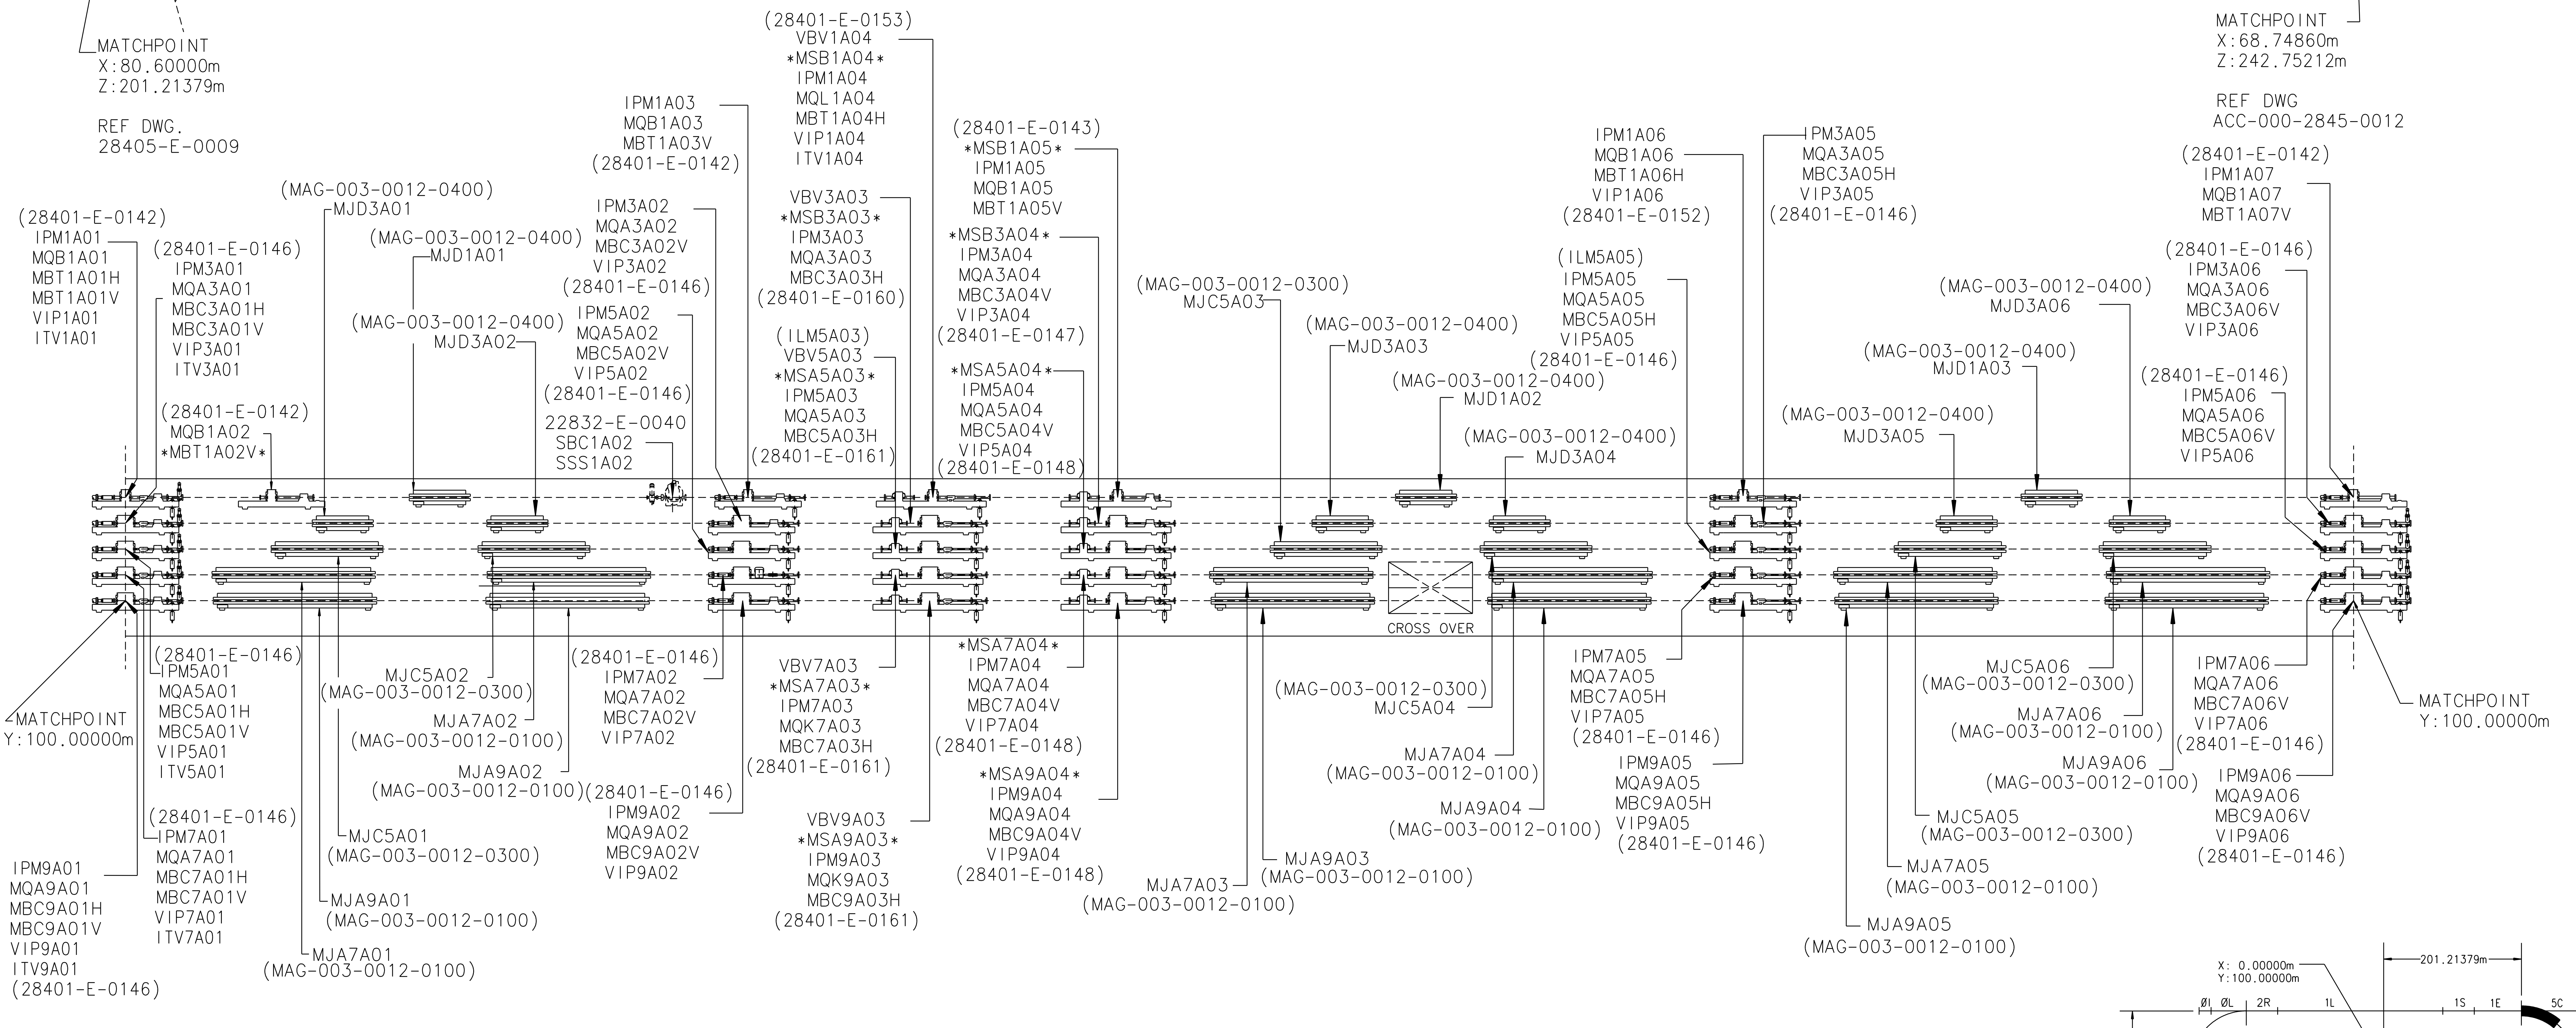 MATCHPOINT
X:80.60000m
Z:201.21379m
REF DWG.
28405-E-0009
MATCHPOINT
X:68.74860m
Z:242.75212m
REF DWG
ACC-000-2845-0012
(28401-E-0142)
IPM1A01
MQB1A01
MBT1A01H
MBT1A01V
VIP1A01
ITV1A01
(28401-E-0146)
IPM3A01
MQA3A01
MBC3A01H
MBC3A01V
VIP3A01
ITV3A01
(28401-E-0142)
MQB1A02
*MBT1A02V*
(MAG-003-0012-0400)
MJD3A01
(MAG-003-0012-0400)
MJD1A01
(MAG-003-0012-0400)
MJD3A02
IPM1A03
MQB1A03
MBT1A03V
(28401-E-0142)
IPM3A02
MQA3A02
MBC3A02V
VIP3A02
(28401-E-0146)
IPM5A02
MQA5A02
MBC5A02V
VIP5A02
(28401-E-0146)
22832-E-0040
SBC1A02
SSS1A02
(28401-E-0153)
VBV1A04
*MSB1A04*
IPM1A04
MQL1A04
MBT1A04H
VIP1A04
ITV1A04
VBV3A03
*MSB3A03*
IPM3A03
MQA3A03
MBC3A03H
(28401-E-0160)
(ILM5A03)
VBV5A03
*MSA5A03*
IPM5A03
MQA5A03
MBC5A03H
(28401-E-0161)
(28401-E-0143)
*MSB1A05*
IPM1A05
MQB1A05
MBT1A05V
*MSB3A04*
IPM3A04
MQA3A04
MBC3A04V
VIP3A04
(28401-E-0147)
*MSA5A04*
IPM5A04
MQA5A04
MBC5A04V
VIP5A04
(28401-E-0148)
(MAG-003-0012-0300)
MJC5A03
(MAG-003-0012-0400)
MJD3A03
(MAG-003-0012-0400)
MJD1A02
(MAG-003-0012-0400)
MJD3A04
IPM1A06
MQB1A06
MBT1A06H
VIP1A06
(28401-E-0152)
(ILM5A05)
IPM5A05
MQA5A05
MBC5A05H
VIP5A05
(28401-E-0146)
IPM3A05
MQA3A05
MBC3A05H
VIP3A05
(28401-E-0146)
(MAG-003-0012-0400)
MJD3A06
(MAG-003-0012-0400)
MJD1A03
(MAG-003-0012-0400)
MJD3A05
(28401-E-0142)
IPM1A07
MQB1A07
MBT1A07V
(28401-E-0146)
IPM3A06
MQA3A06
MBC3A06V
VIP3A06
(28401-E-0146)
IPM5A06
MQA5A06
MBC5A06V
VIP5A06
CROSS OVER
MATCHPOINT
Y:100.00000m
(28401-E-0146)
IPM5A01
MQA5A01
MBC5A01H
MBC5A01V
VIP5A01
ITV5A01
(28401-E-0146)
IPM7A01
MQA7A01
MBC7A01H
MBC7A01V
VIP7A01
ITV7A01
IPM9A01
MQA9A01
MBC9A01H
MBC9A01V
VIP9A01
ITV9A01
(28401-E-0146)
MJC5A02
(MAG-003-0012-0300)
MJA7A02
(MAG-003-0012-0100)
MJA9A02
(MAG-003-0012-0100)
MJC5A01
(MAG-003-0012-0300)
MJA9A01
(MAG-003-0012-0100)
MJA7A01
(MAG-003-0012-0100)
(28401-E-0146)
IPM7A02
MQA7A02
MBC7A02V
VIP7A02
(28401-E-0146)
IPM9A02
MQA9A02
MBC9A02V
VIP9A02
VBV7A03
*MSA7A03*
IPM7A03
MQK7A03
MBC7A03H
(28401-E-0161)
VBV9A03
*MSA9A03*
IPM9A03
MQK9A03
MBC9A03H
(28401-E-0161)
*MSA7A04*
IPM7A04
MQA7A04
MBC7A04V
VIP7A04
(28401-E-0148)
*MSA9A04*
IPM9A04
MQA9A04
MBC9A04V
VIP9A04
(28401-E-0148)
MJA7A03
(MAG-003-0012-0100)
MJA9A03
(MAG-003-0012-0100)
(MAG-003-0012-0300)
MJC5A04
MJA7A04
(MAG-003-0012-0100)
MJA9A04
(MAG-003-0012-0100)
IPM7A05
MQA7A05
MBC7A05H
VIP7A05
(28401-E-0146)
IPM9A05
MQA9A05
MBC9A05H
VIP9A05
(28401-E-0146)
MJC5A06
(MAG-003-0012-0300)
MJA7A06
(MAG-003-0012-0100)
MJA9A06
(MAG-003-0012-0100)
MJC5A05
(MAG-003-0012-0300)
MJA7A05
(MAG-003-0012-0100)
MJA9A05
(MAG-003-0012-0100)
IPM7A06
MQA7A06
MBC7A06V
VIP7A06
(28401-E-0146)
IPM9A06
MQA9A06
MBC9A06V
VIP9A06
(28401-E-0146)
MATCHPOINT
Y:100.00000m
X: 0.00000m
Y:100.00000m
201.21379m
ØI ØL 2R 1L 1S 1E 5C